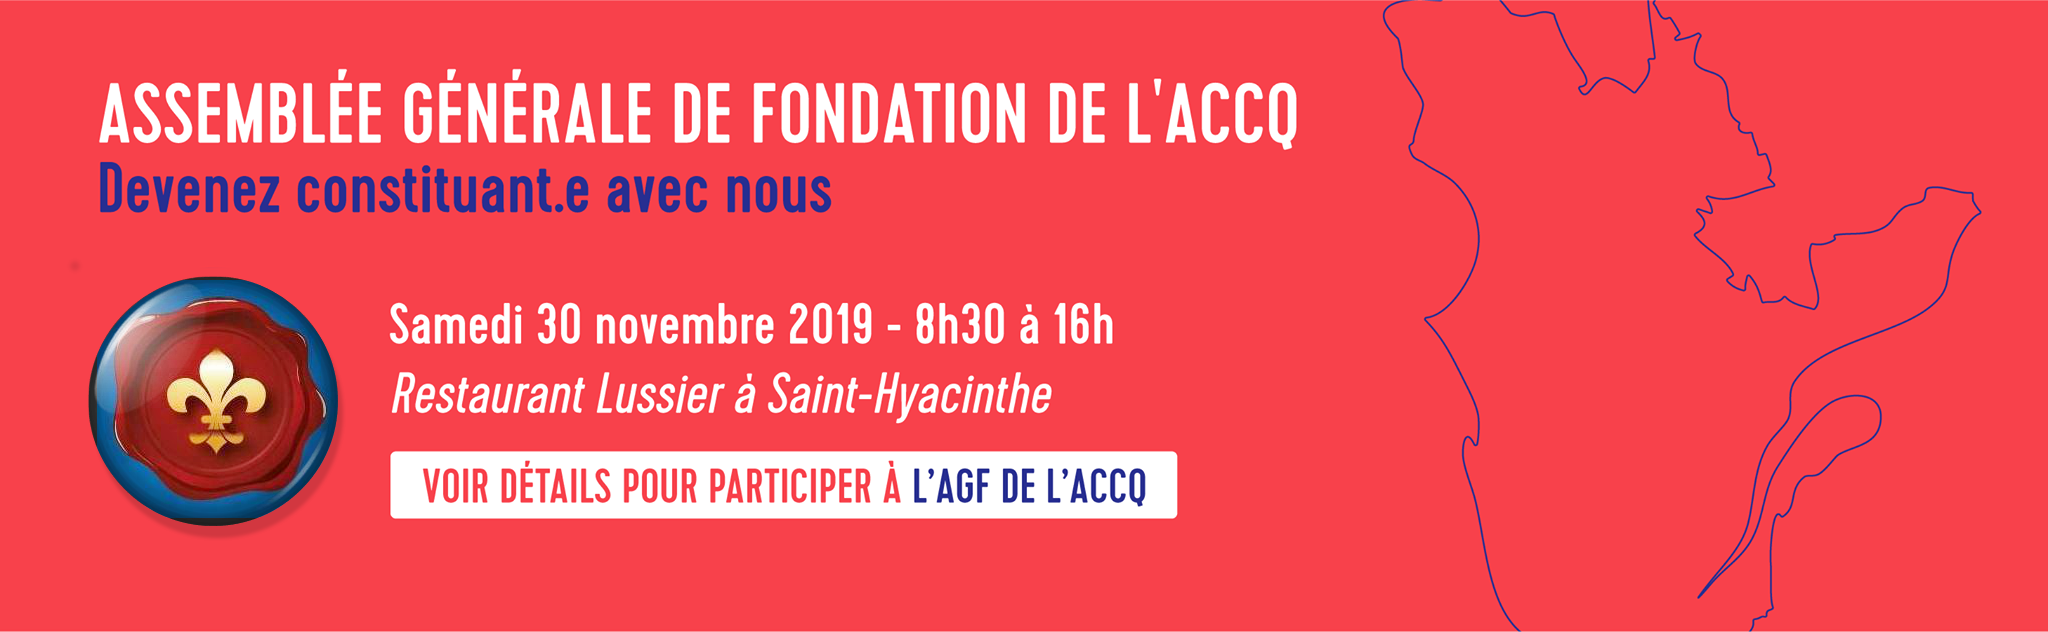 ASSEMBLÉE GÉNÉRALE DE FONDATION DE L'ACCQ
Devenez constituant.e avec nous
Samedi 30 novembre 2019 - 8h30 à 16h
Restaurant Lussier à Saint-Hyacinthe
VOIR DÉTAILS POUR PARTICIPER À L’AGF DE L’ACCQ